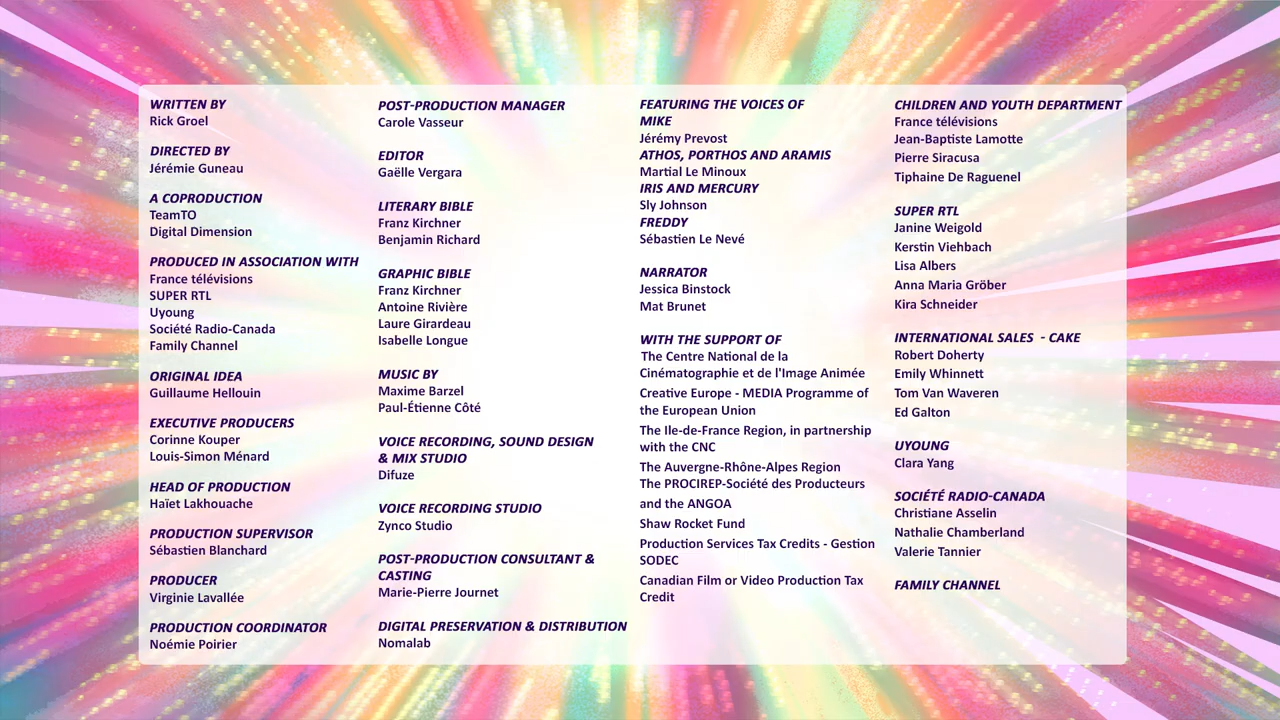 WRITTEN BY
Rick Groel
DIRECTED BY
Jérémie Guneau
A COPRODUCTION
TeamTO
Digital Dimension
PRODUCED IN ASSOCIATION WITH
France télévisions
SUPER RTL
Uyoung
Société Radio-Canada
Family Channel
ORIGINAL IDEA
Guillaume Hellouin
EXECUTIVE PRODUCERS
Corinne Kouper
Louis-Simon Ménard
HEAD OF PRODUCTION
Haïet Lakhouache
PRODUCTION SUPERVISOR
Sébastien Blanchard
PRODUCER
Virginie Lavallée
PRODUCTION COORDINATOR
Noémie Poirier
POST-PRODUCTION MANAGER
Carole Vasseur
EDITOR
Gaëlle Vergara
LITERARY BIBLE
Franz Kirchner
Benjamin Richard
GRAPHIC BIBLE
Franz Kirchner
Antoine Rivière
Laure Girardeau
Isabelle Longue
MUSIC BY
Maxime Barzel
Paul-Étienne Côté
VOICE RECORDING, SOUND DESIGN
& MIX STUDIO
Difuze
VOICE RECORDING STUDIO
Zynco Studio
POST-PRODUCTION CONSULTANT &
CASTING
Marie-Pierre Journet
DIGITAL PRESERVATION & DISTRIBUTION
Nomalab
FEATURING THE VOICES OF
MIKE
Jérémy Prevost
ATHOS, PORTHOS AND ARAMIS
Martial Le Minoux
IRIS AND MERCURY
Sly Johnson
FREDDY
Sébastien Le Nevé
NARRATOR
Jessica Binstock
Mat Brunet
WITH THE SUPPORT OF
The Centre National de la
Cinématographie et de l'Image Animée
Creative Europe - MEDIA Programme of
the European Union
The Ile-de-France Region, in partnership
with the CNC
The Auvergne-Rhône-Alpes Region
The PROCIREP-Société des Producteurs
and the ANGOA
Shaw Rocket Fund
Production Services Tax Credits - Gestion
SODEC
Canadian Film or Video Production Tax
Credit
CHILDREN AND YOUTH DEPARTMENT
France télévisions
Jean-Baptiste Lamotte
Pierre Siracusa
Tiphaine De Raguenel
SUPER RTL
Janine Weigold
Kerstin Viehbach
Lisa Albers
Anna Maria Gröber
Kira Schneider
INTERNATIONAL SALES - CAKE
Robert Doherty
Emily Whinnett
Tom Van Waveren
Ed Galton
UYOUNG
Clara Yang
SOCIÉTÉ RADIO-CANADA
Christiane Asselin
Nathalie Chamberland
Valerie Tannier
FAMILY CHANNEL